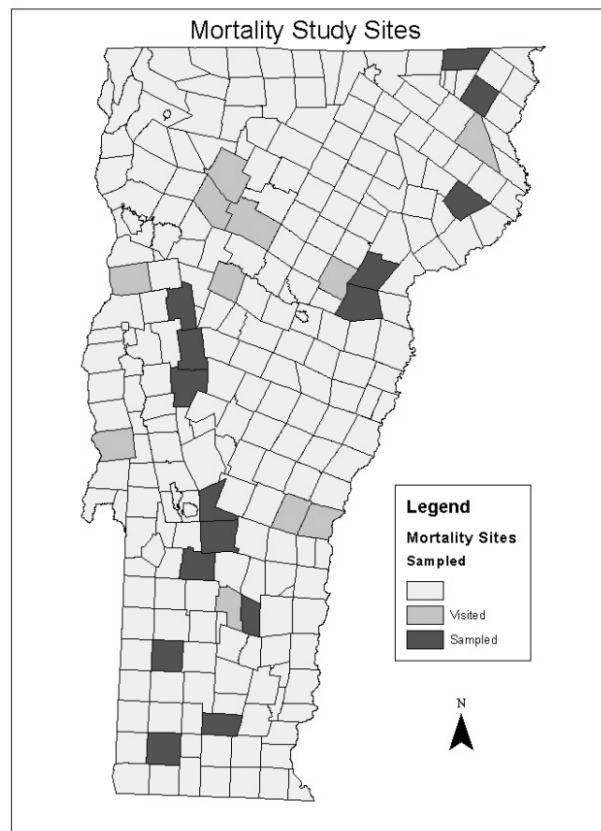 Mortality Study Sites
Legend
Mortality Sites
Sampled
Visited
Sampled
N